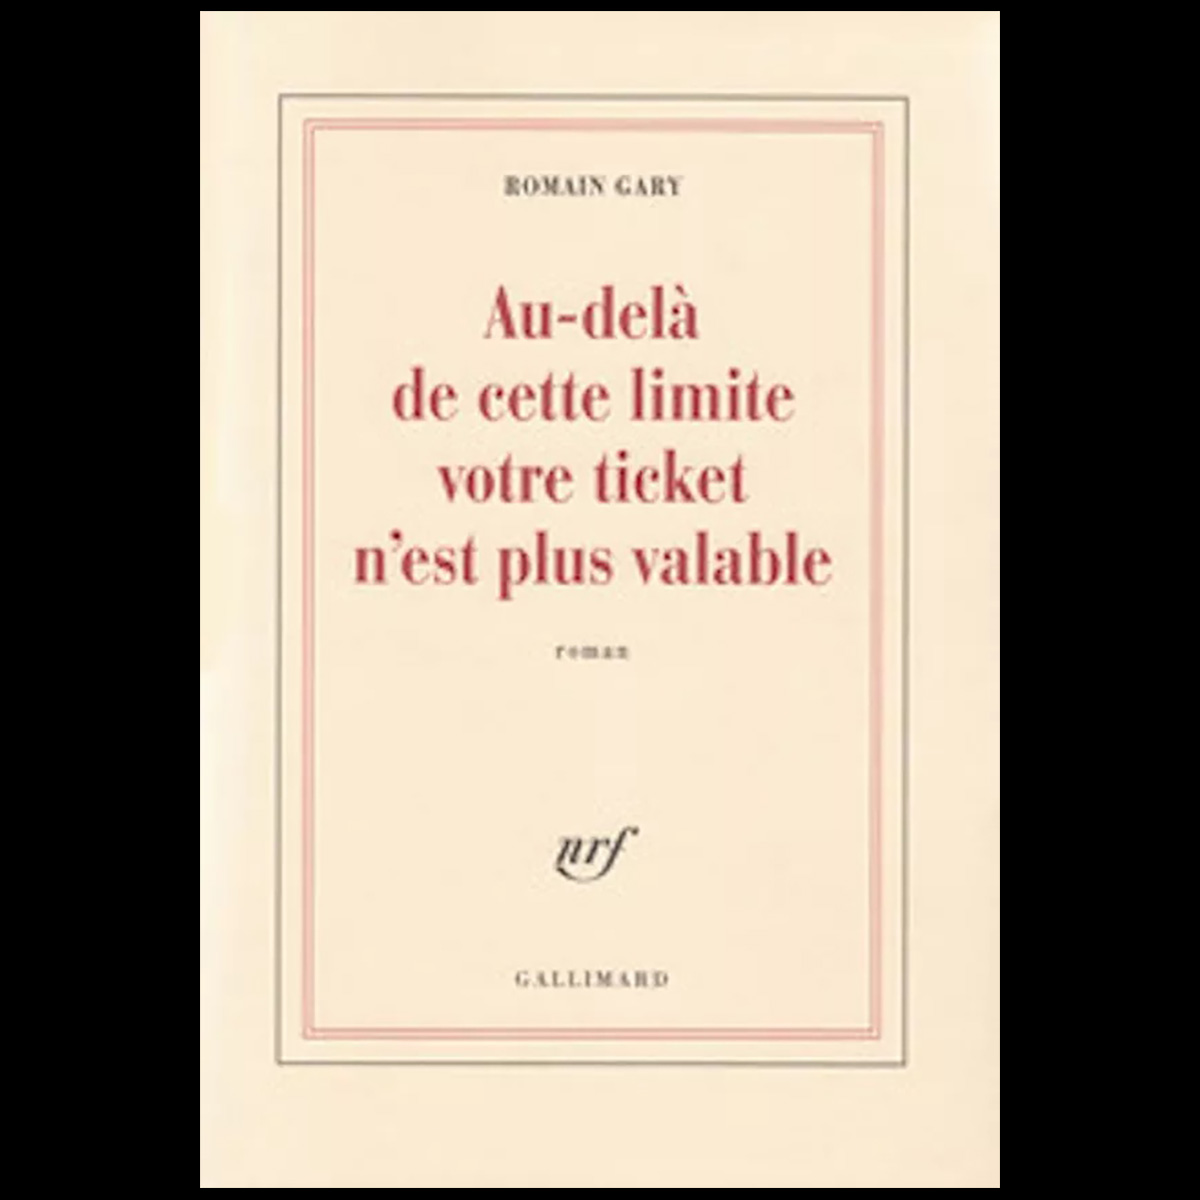 ROMAIN GARY
Au-delà
de cette limite
votre ticket
n'est plus valable
roman
nrf
GALLIMARD